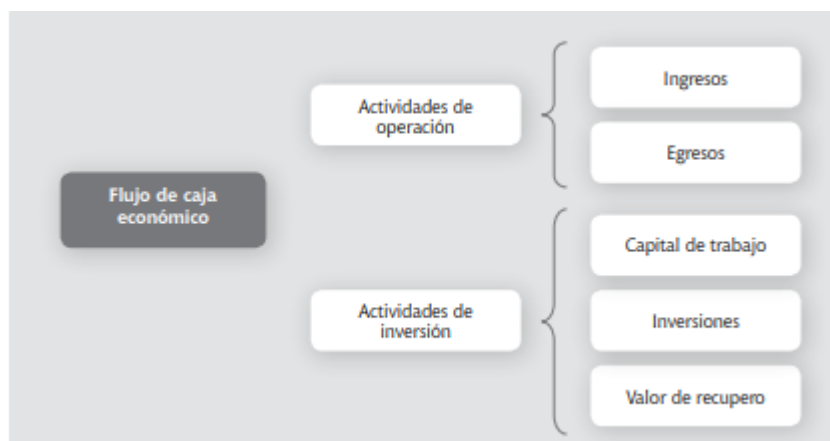 Flujo de caja
económico
Actividades de
operación
Ingresos
Egresos
Actividades de
inversión
Capital de trabajo
Inversiones
Valor de recupero